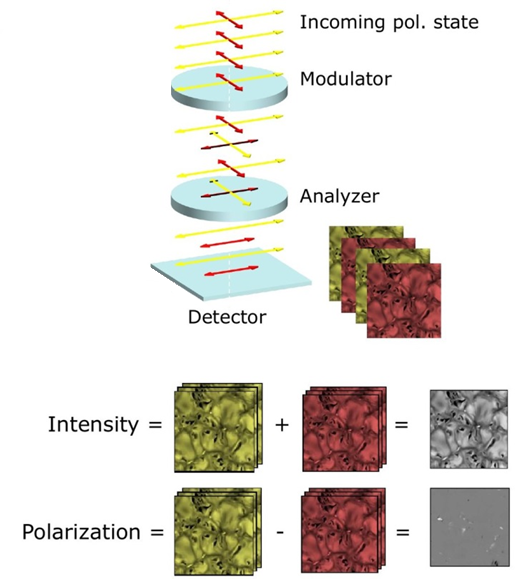 Incoming pol. state
Modulator
Analyzer
Detector
Intensity = + =
Polarization = - =